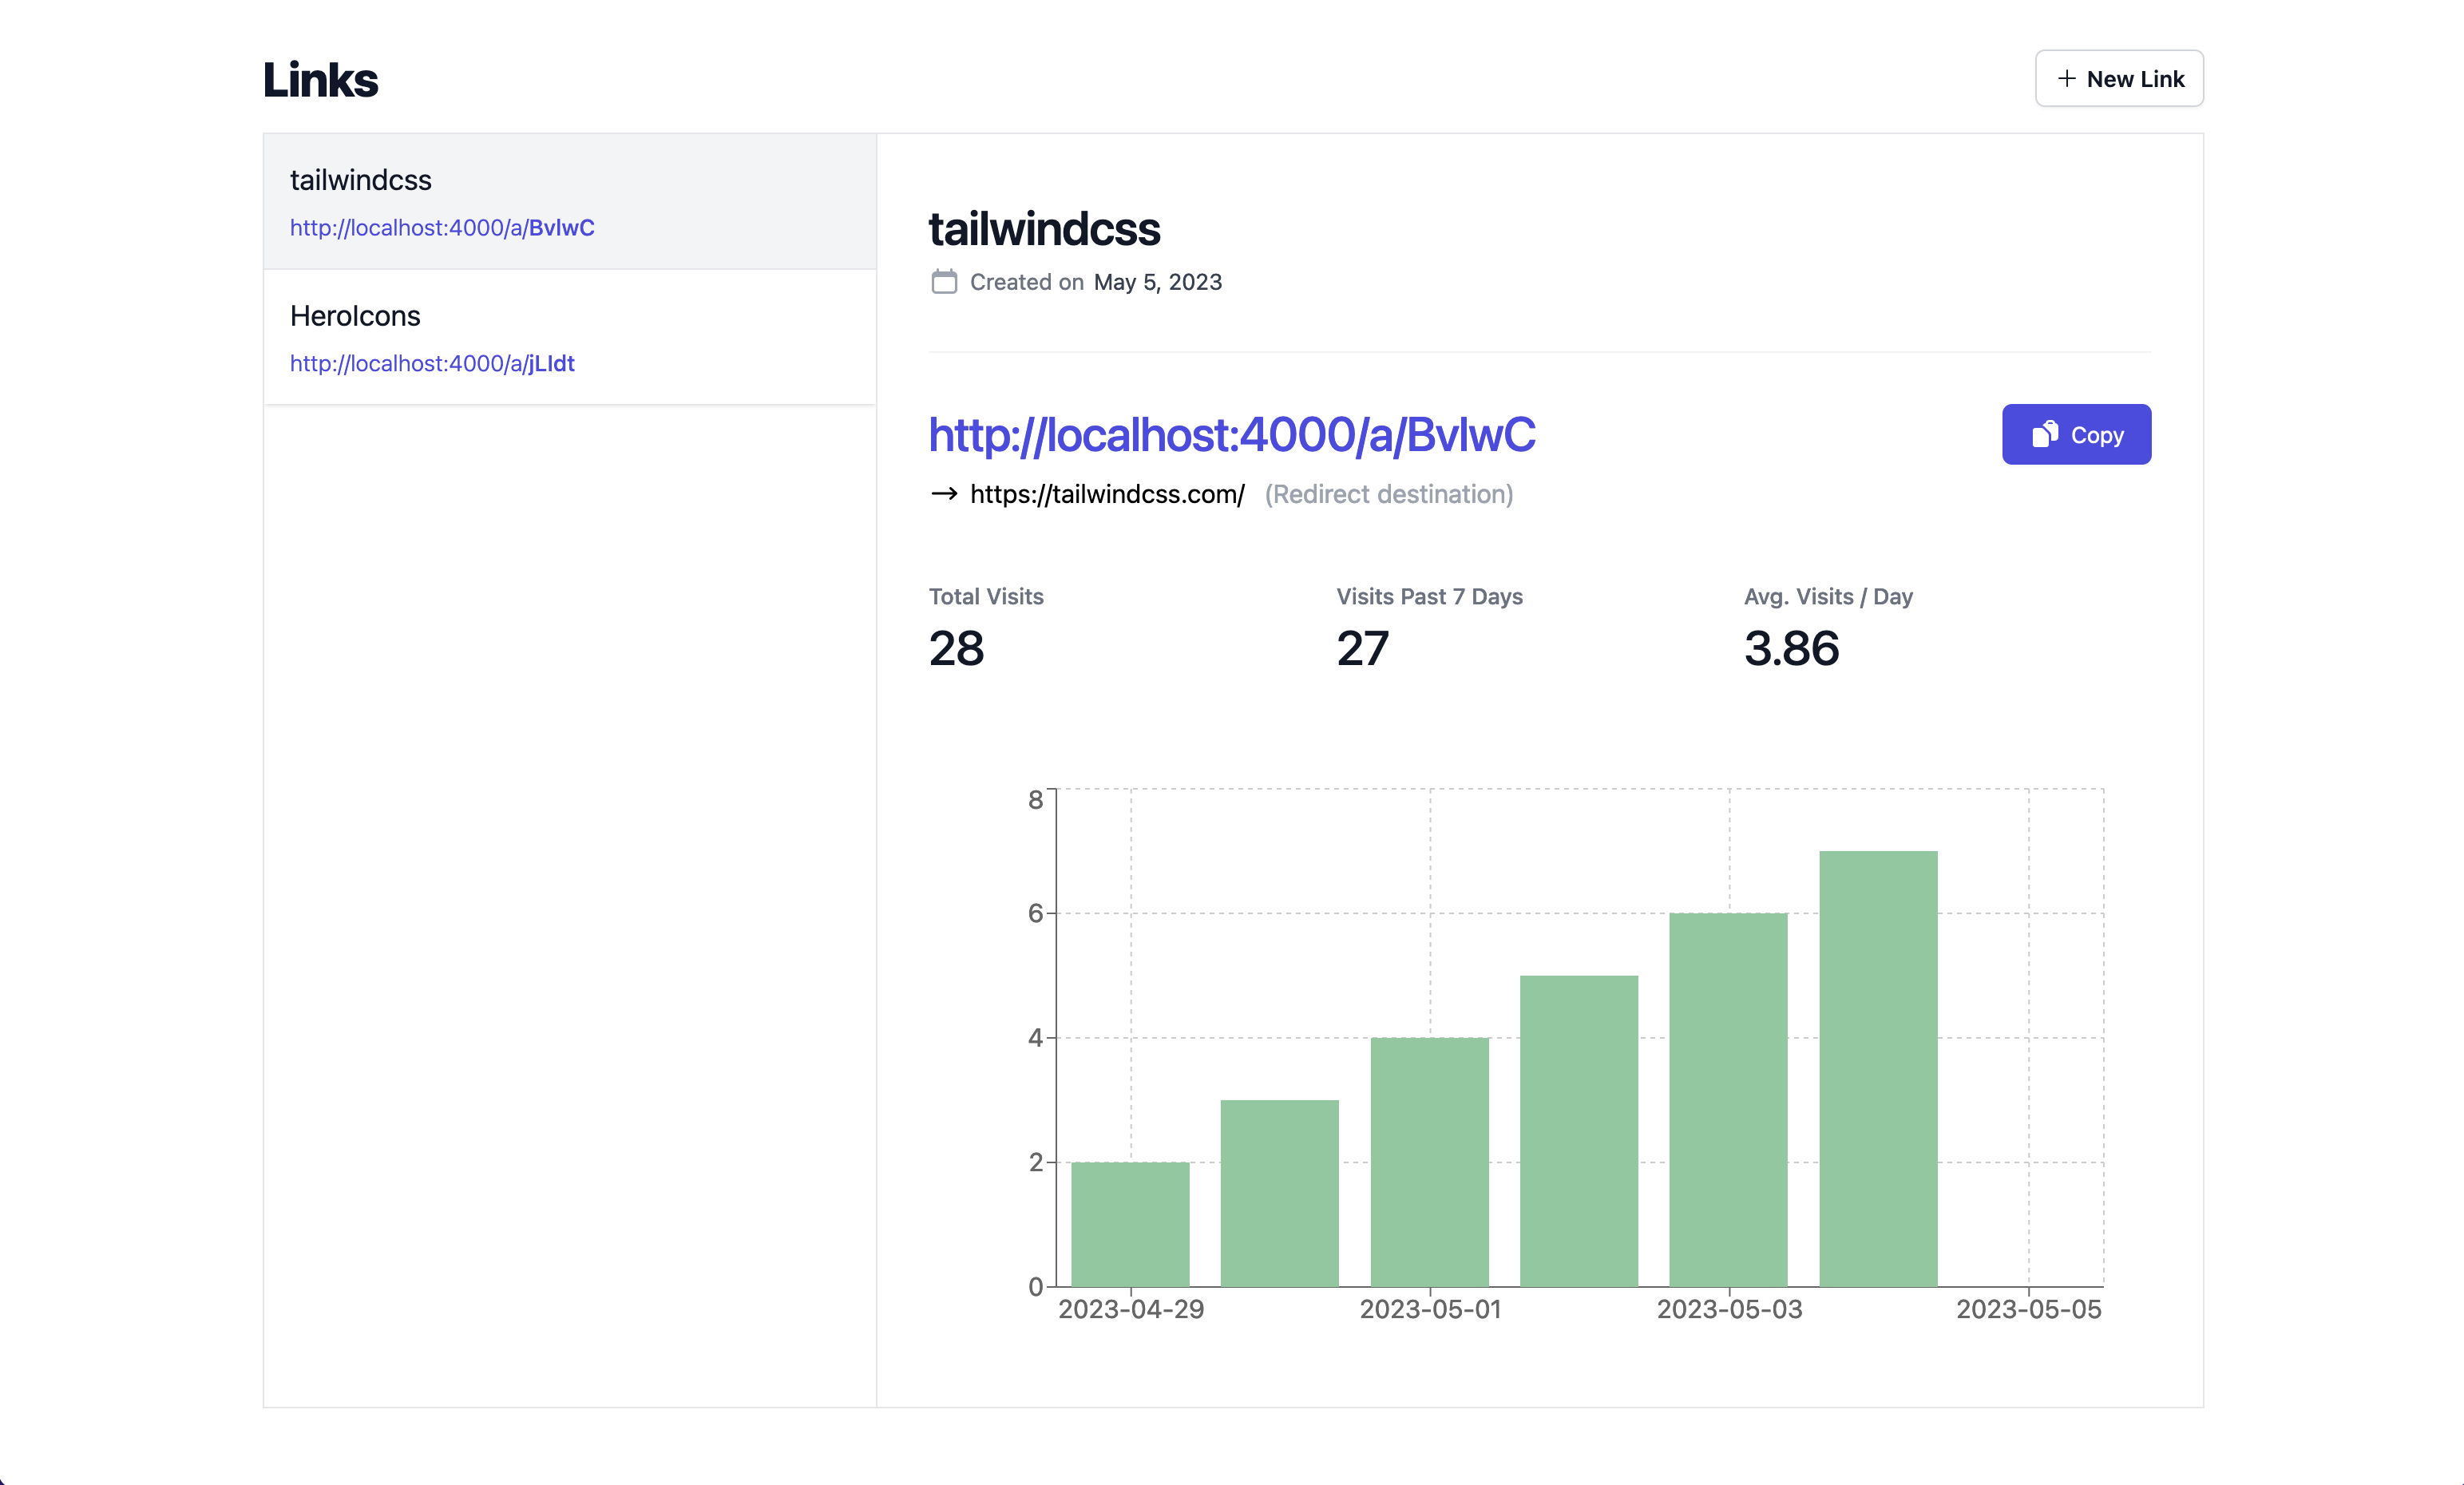 Links
+ New Link
tailwindcss
http://localhost:4000/a/BvlwC
HeroIcons
http://localhost:4000/a/jLIdt
tailwindcss
Created on May 5, 2023
http://localhost:4000/a/BvlwC
Copy
→ https://tailwindcss.com/ (Redirect destination)
Total Visits
28
Visits Past 7 Days
27
Avg. Visits / Day
3.86
8
6
4
2
0
2023-04-29
2023-05-01
2023-05-03
2023-05-05